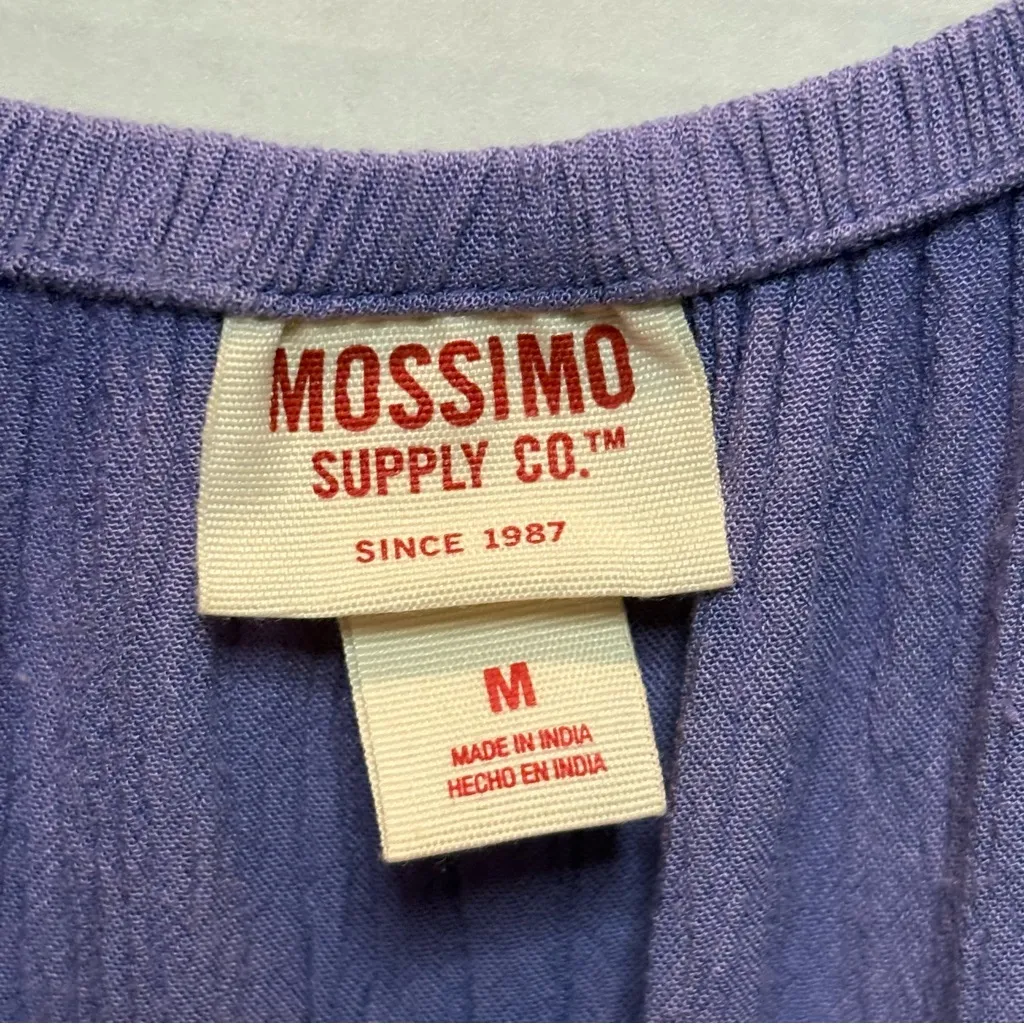 MOSSIMO
SUPPLY CO.™
SINCE 1987
M
MADE IN INDIA
HECHO EN INDIA